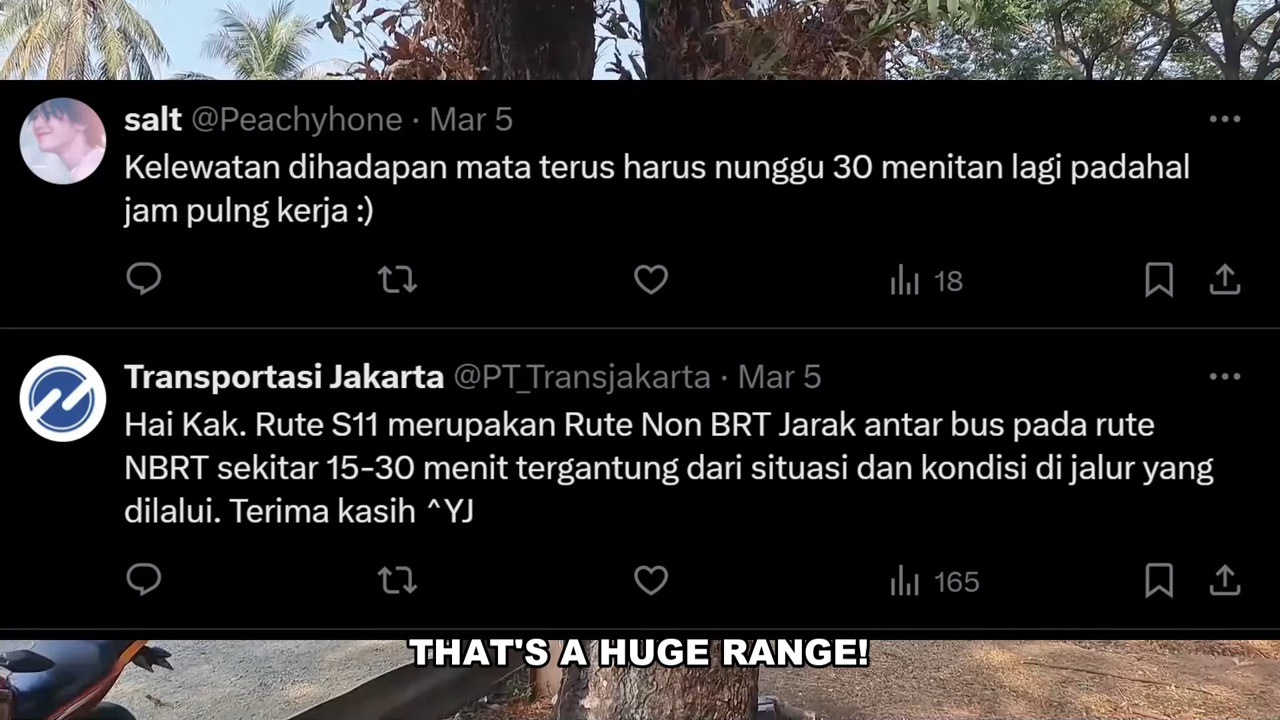 salt @Peachyhone · Mar 5
Kelewatan dihadapan mata terus harus nunggu 30 menitan lagi padahal
jam pulng kerja :)
18
Transportasi Jakarta @PT_Transjakarta · Mar 5
Hai Kak. Rute S11 merupakan Rute Non BRT Jarak antar bus pada rute
NBRT sekitar 15-30 menit tergantung dari situasi dan kondisi di jalur yang
dilalui. Terima kasih ^YJ
165
THAT'S A HUGE RANGE!